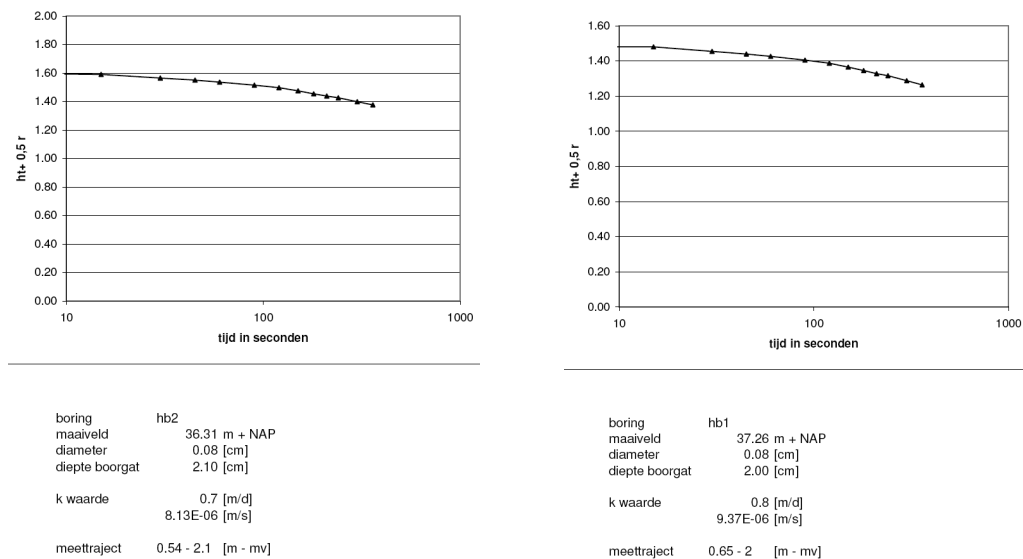 2.00
1.80
1.60
1.40
1.20
1.00
0.80
0.60
0.40
0.20
0.00
ht+ 0,5 r
10 100 1000
tijd in seconden
boring hb2
maaiveld 36.31 m + NAP
diameter 0.08 [cm]
diepte boorgat 2.10 [cm]
k waarde 0.7 [m/d]
8.13E-06 [m/s]
meettraject 0.54 - 2.1 [m - mv]
1.60
1.40
1.20
1.00
0.80
0.60
0.40
0.20
0.00
ht+ 0,5 r
10 100 1000
tijd in seconden
boring hb1
maaiveld 37.26 m + NAP
diameter 0.08 [cm]
diepte boorgat 2.00 [cm]
k waarde 0.8 [m/d]
9.37E-06 [m/s]
meettraject 0.65 - 2 [m - mv]